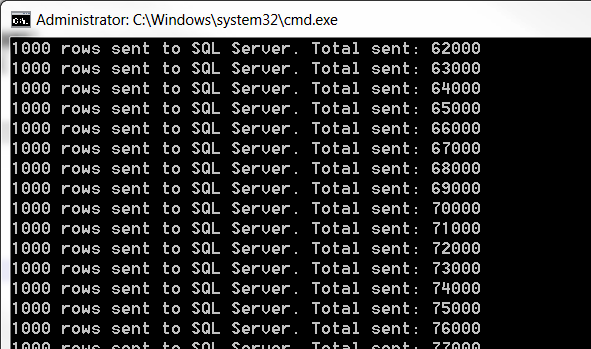 Administrator: C:\Windows\system32\cmd.exe
1000 rows sent to SQL Server. Total sent: 62000
1000 rows sent to SQL Server. Total sent: 63000
1000 rows sent to SQL Server. Total sent: 64000
1000 rows sent to SQL Server. Total sent: 65000
1000 rows sent to SQL Server. Total sent: 66000
1000 rows sent to SQL Server. Total sent: 67000
1000 rows sent to SQL Server. Total sent: 68000
1000 rows sent to SQL Server. Total sent: 69000
1000 rows sent to SQL Server. Total sent: 70000
1000 rows sent to SQL Server. Total sent: 71000
1000 rows sent to SQL Server. Total sent: 72000
1000 rows sent to SQL Server. Total sent: 73000
1000 rows sent to SQL Server. Total sent: 74000
1000 rows sent to SQL Server. Total sent: 75000
1000 rows sent to SQL Server. Total sent: 76000
1000 rows sent to SQL Server. Total sent: 77000